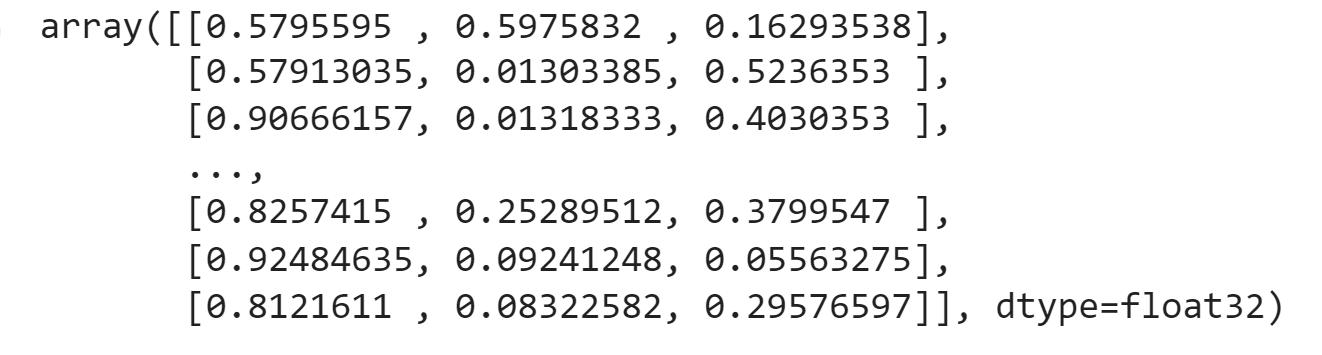 array([[0.5795595 , 0.5975832 , 0.16293538],
[0.57913035, 0.01303385, 0.5236353 ],
[0.90666157, 0.01318333, 0.4030353 ],
...,
[0.8257415 , 0.25289512, 0.3799547 ],
[0.92484635, 0.09241248, 0.05563275],
[0.8121611 , 0.08322582, 0.29576597]], dtype=float32)